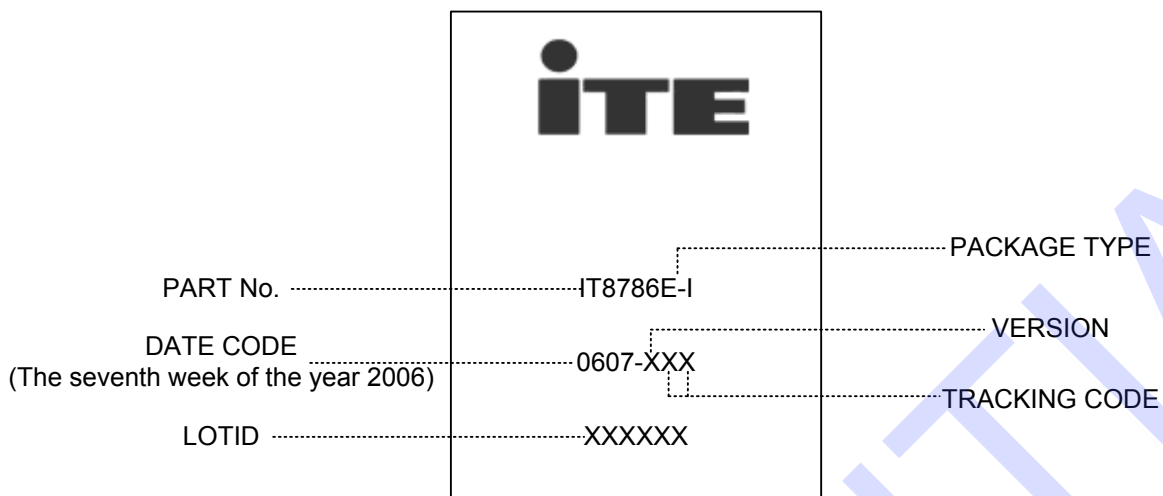 iTE
PACKAGE TYPE
PART No.
IT8786E-I
VERSION
DATE CODE
(The seventh week of the year 2006)
0607-XXX
TRACKING CODE
LOTID
XXXXXX